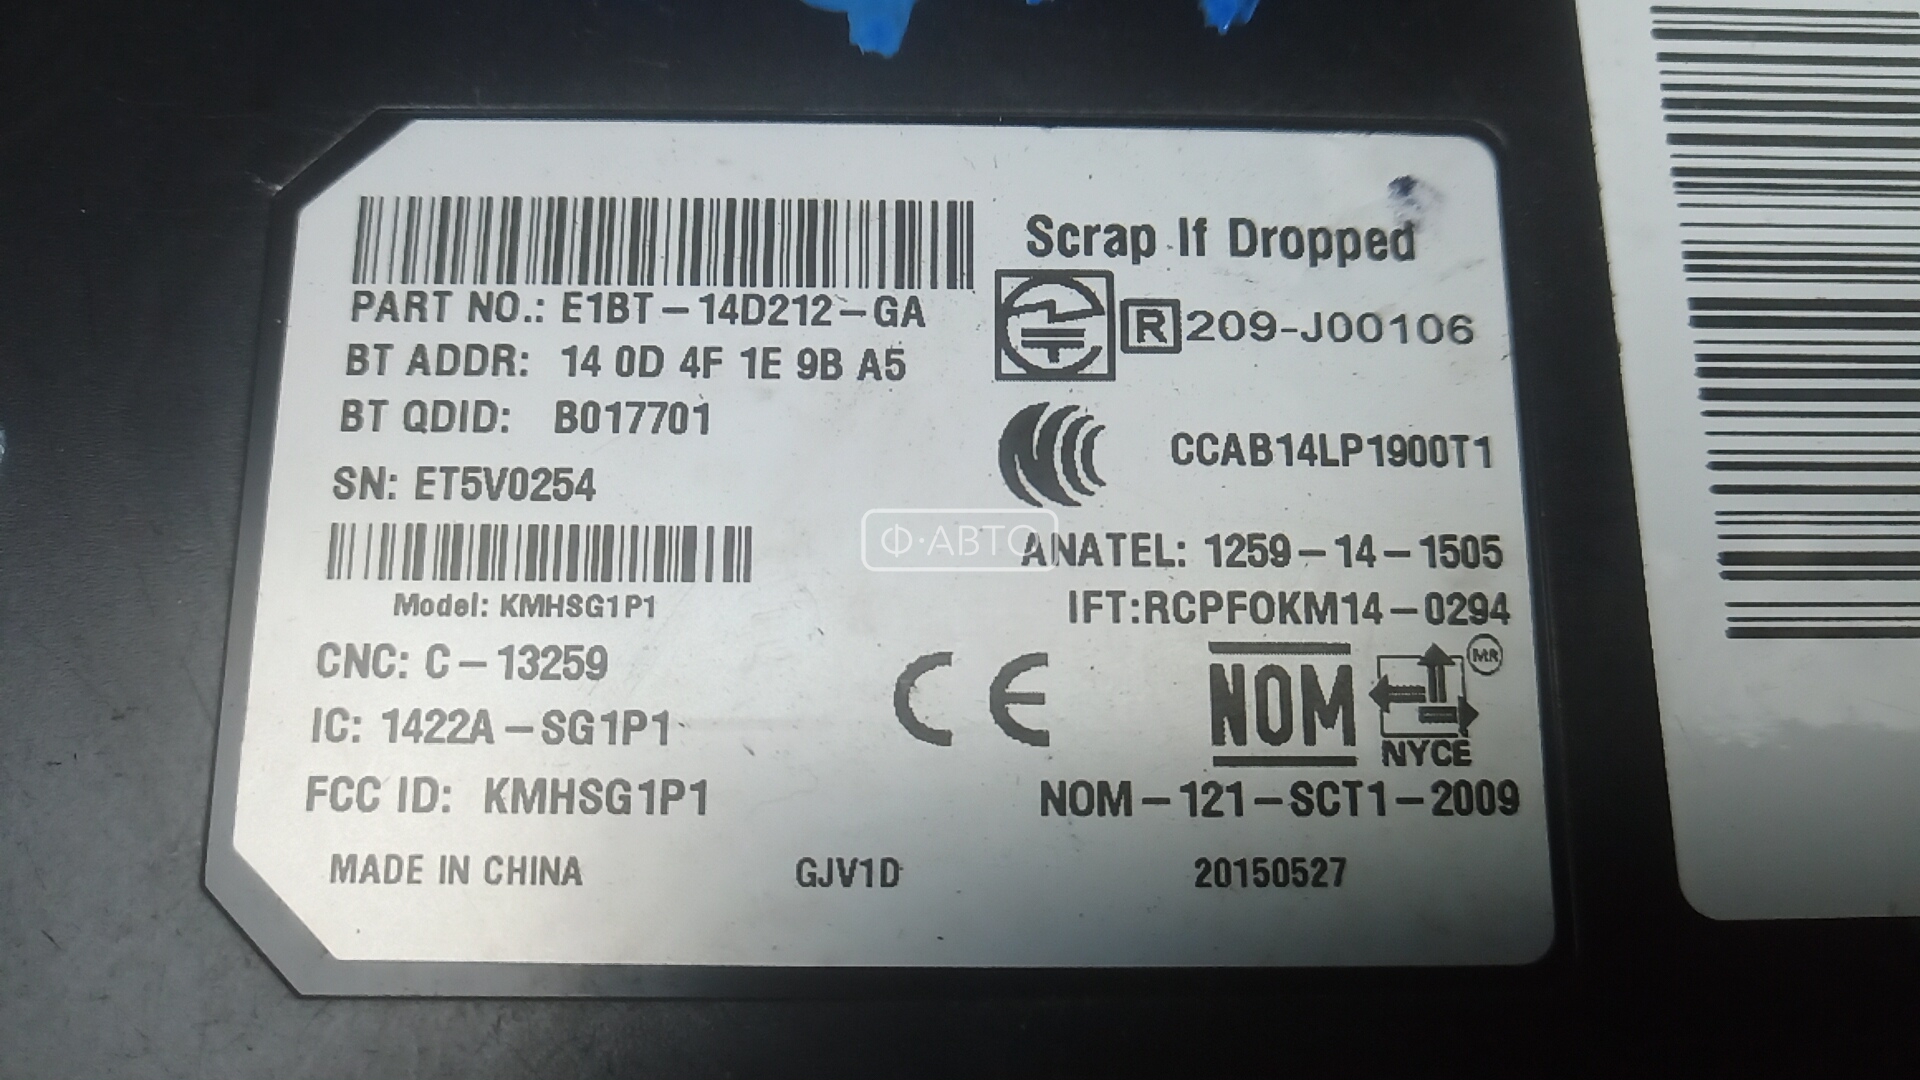 Scrap If Dropped
PART NO.: E1BT-14D212-GA
R 209-J00106
BT ADDR: 14 0D 4F 1E 9B A5
BT QDID: B017701
CCAB14LP1900T1
SN: ET5V0254
Ф·АВТО
ANATEL: 1259-14-1505
Model: KMHSG1P1
IFT:RCPFOKM14-0294
CNC: C-13259
CE
NOM
MR
NYCE
IC: 1422A-SG1P1
FCC ID: KMHSG1P1
NOM-121-SCT1-2009
MADE IN CHINA
GJV1D
20150527